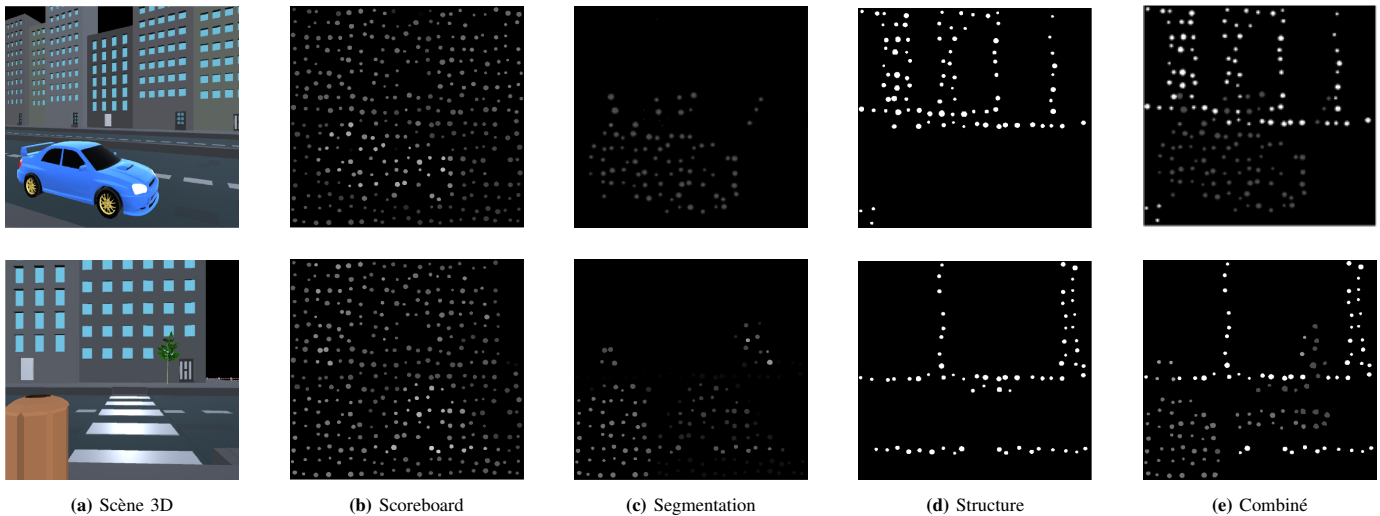 (a) Scène 3D
(b) Scoreboard
(c) Segmentation
(d) Structure
(e) Combiné